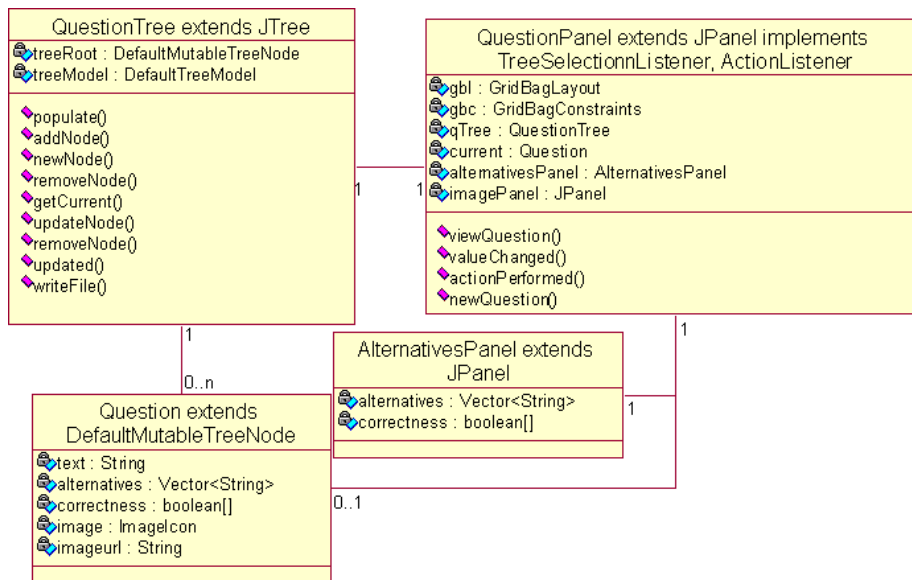 QuestionTree extends JTree
treeRoot : DefaultMutableTreeNode
treeModel : DefaultTreeModel
populate()
addNode()
newNode()
removeNode()
getCurrent()
updateNode()
removeNode()
updated()
writeFile()
QuestionPanel extends JPanel implements
TreeSelectionnListener, ActionListener
gbl : GridBagLayout
gbc : GridBagConstraints
qTree : QuestionTree
current : Question
alternativesPanel : AlternativesPanel
imagePanel : JPanel
viewQuestion()
valueChanged()
actionPerformed()
newQuestion()
1
1
1
0..n
1
AlternativesPanel extends
JPanel
alternatives : Vector<String>
correctness : boolean[]
1
Question extends
DefaultMutableTreeNode
text : String
alternatives : Vector<String>
correctness : boolean[]
image : ImageIcon
imageurl : String
0..1